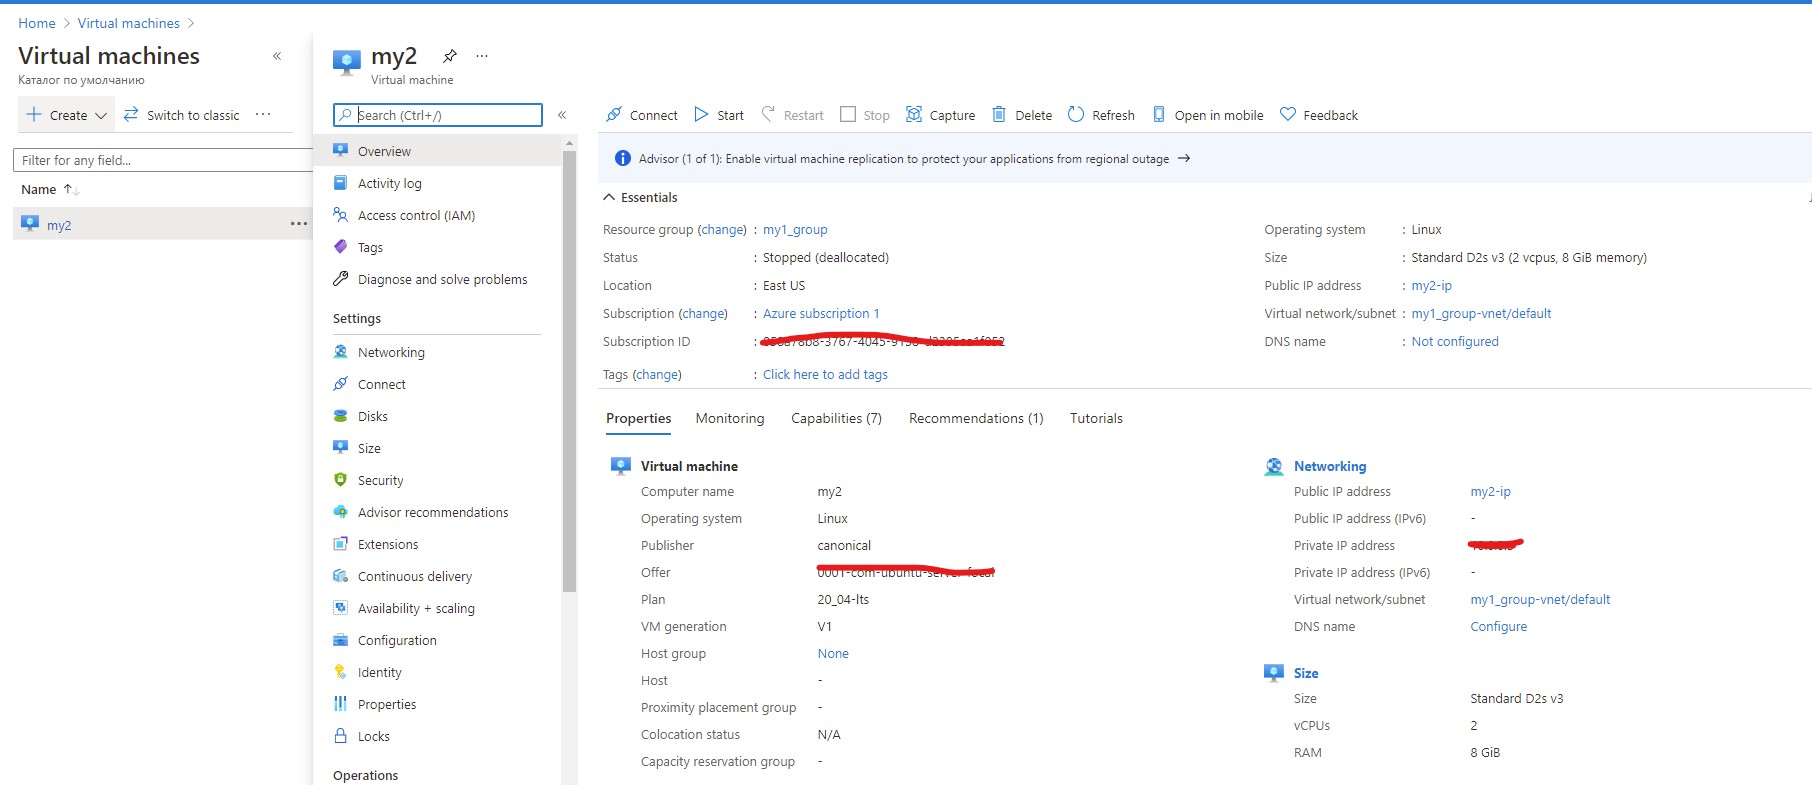 Home > Virtual machines >
Virtual machines «
Каталог по умолчанию
Create Switch to classic ...
Filter for any field...
Name ↑↓
my2 ...
my2 ...
Virtual machine
Search (Ctrl+/) «
Overview
Activity log
Access control (IAM)
Tags
Diagnose and solve problems
Settings
Networking
Connect
Disks
Size
Security
Advisor recommendations
Extensions
Continuous delivery
Availability + scaling
Configuration
Identity
Properties
Locks
Operations
Connect Start Restart Stop Capture Delete Refresh Open in mobile Feedback
Advisor (1 of 1): Enable virtual machine replication to protect your applications from regional outage →
Essentials
Resource group (change) : my1_group
Status : Stopped (deallocated)
Location : East US
Subscription (change) : Azure subscription 1
Subscription ID :
Tags (change) : Click here to add tags
Operating system : Linux
Size : Standard D2s v3 (2 vcpus, 8 GiB memory)
Public IP address : my2-ip
Virtual network/subnet : my1_group-vnet/default
DNS name : Not configured
Properties Monitoring Capabilities (7) Recommendations (1) Tutorials
Virtual machine
Computer name my2
Operating system Linux
Publisher canonical
Offer
Plan 20_04-lts
VM generation V1
Host group None
Host -
Proximity placement group -
Colocation status N/A
Capacity reservation group -
Networking
Public IP address my2-ip
Public IP address (IPv6) -
Private IP address
Private IP address (IPv6) -
Virtual network/subnet my1_group-vnet/default
DNS name Configure
Size
Size Standard D2s v3
vCPUs 2
RAM 8 GiB